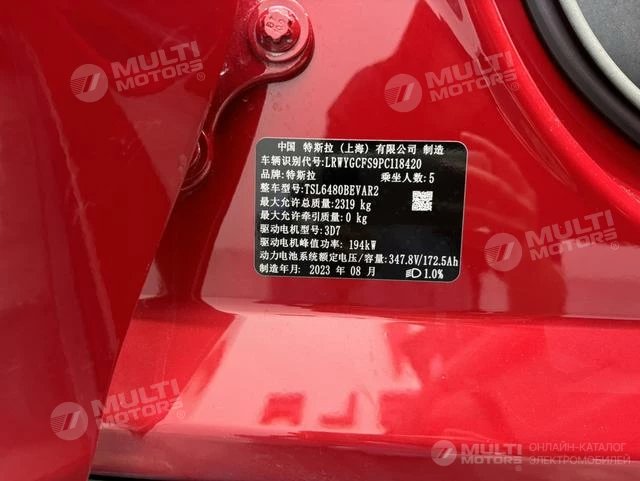 MULTI MOTORS®
MULTI MOTORS®
中国 特斯拉（上海）有限公司 制造
车辆识别代号: LRWYGCFS9PC118420
品牌: 特斯拉 乘坐人数: 5
整车型号: TSL6480BEVAR2
最大允许总质量: 2319 kg
最大允许牵引质量: 0 kg
驱动电机型号: 3D7
驱动电机峰值功率: 194kW
动力电池系统额定电压/容量: 347.8V/172.5Ah
制造年月: 2023 年 08 月 1.0%
MULTI MOTORS®
MULTI MOTORS®
MULTI MOTORS®
ОНЛАЙН-КАТАЛОГ
ЭЛЕКТРОМОБИЛЕЙ